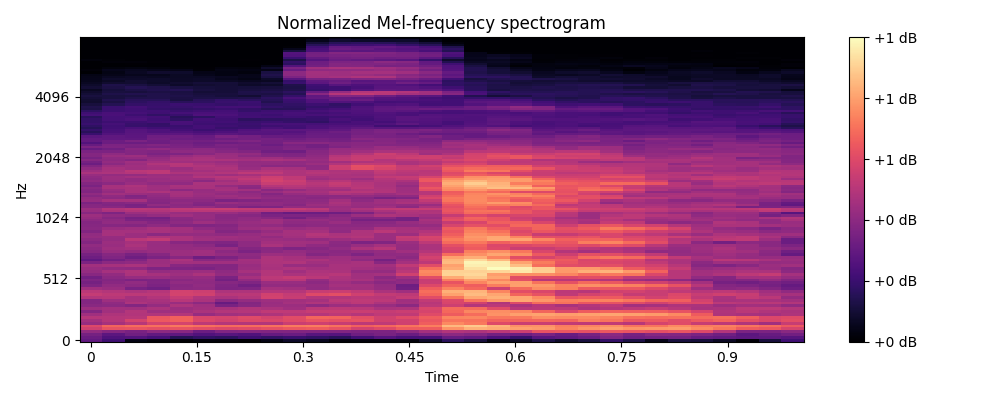 Normalized Mel-frequency spectrogram
Hz
4096
2048
1024
512
0
0 0.15 0.3 0.45 0.6 0.75 0.9
Time
+1 dB
+1 dB
+1 dB
+0 dB
+0 dB
+0 dB